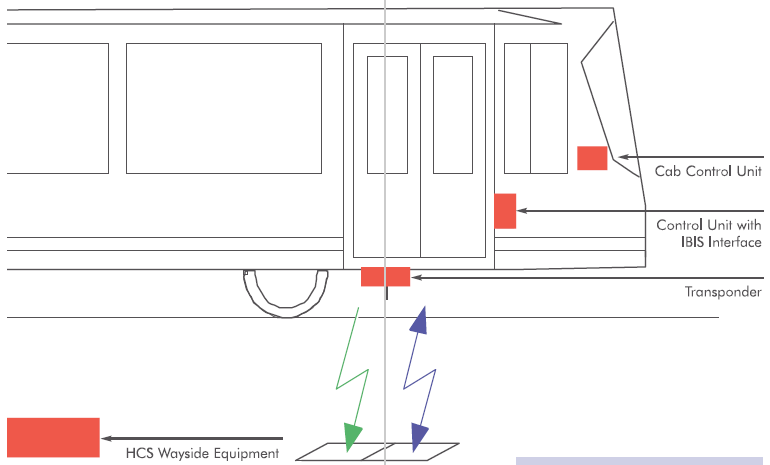 Cab Control Unit
Control Unit with
IBIS Interface
Transponder
HCS Wayside Equipment